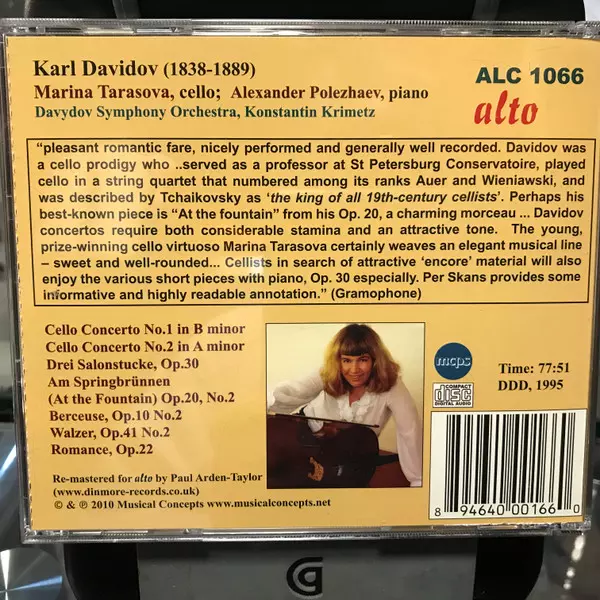 Karl Davidov (1838-1889)
Marina Tarasova, cello; Alexander Polezhaev, piano
Davydov Symphony Orchestra, Konstantin Krimetz
ALC 1066
alto
"pleasant romantic fare, nicely performed and generally well recorded. Davidov was
a cello prodigy who ..served as a professor at St Petersburg Conservatoire, played
cello in a string quartet that numbered among its ranks Auer and Wieniawski, and
was described by Tchaikovsky as 'the king of all 19th-century cellists'. Perhaps his
best-known piece is "At the fountain" from his Op. 20, a charming morceau ... Davidov
concertos require both considerable stamina and an attractive tone. The young,
prize-winning cello virtuoso Marina Tarasova certainly weaves an elegant musical line
– sweet and well-rounded... Cellists in search of attractive 'encore' material will also
enjoy the various short pieces with piano, Op. 30 especially. Per Skans provides some
informative and highly readable annotation." (Gramophone)
Cello Concerto No.1 in B minor
Cello Concerto No.2 in A minor
Drei Salonstucke, Op.30
Am Springbrünnen
(At the Fountain) Op.20, No.2
Berceuse, Op.10 No.2
Walzer, Op.41 No.2
Romance, Op.22
mcps
COMPACT
disc
DIGITAL AUDIO
Time: 77:51
DDD, 1995
Re-mastered for alto by Paul Arden-Taylor
(www.dinmore-records.co.uk)
© & ℗ 2010 Musical Concepts www.musicalconcepts.net
8 94640 00166 0